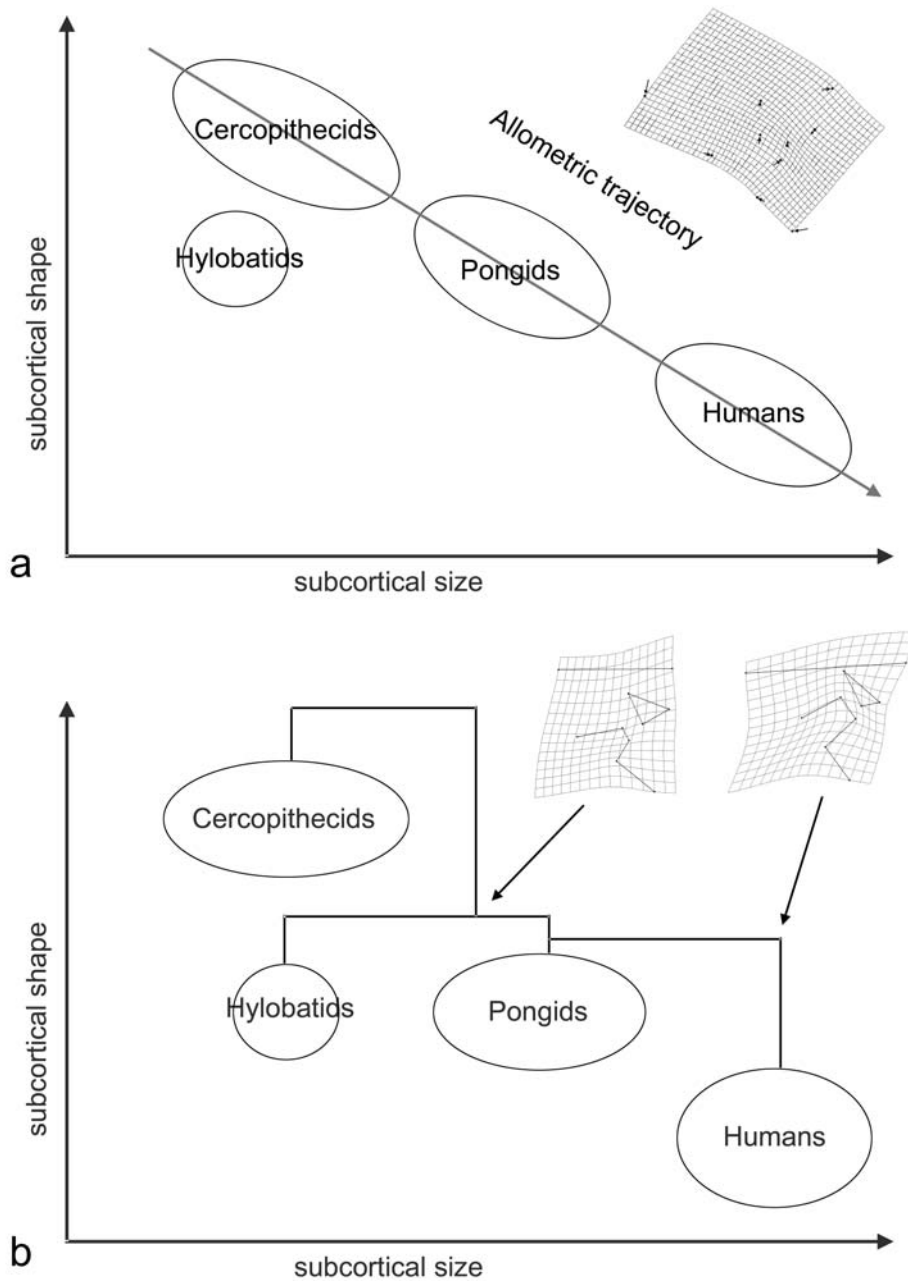 Cercopithecids
Allometric trajectory
Hylobatids
Pongids
Humans
subcortical shape
a
subcortical size
Cercopithecids
Hylobatids
Pongids
Humans
subcortical shape
b
subcortical size